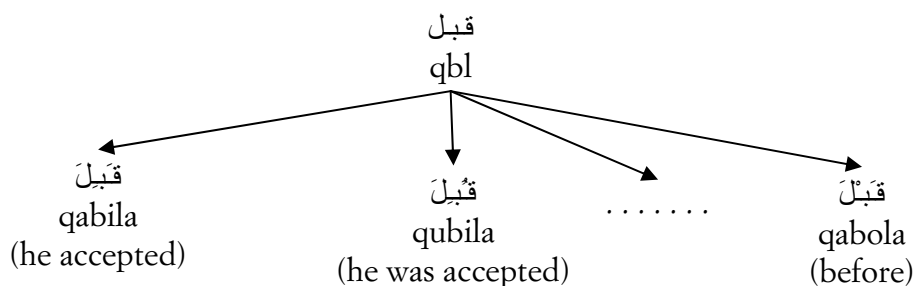 قبل
qbl
قَبِلَ
qabila
(he accepted)
قُبِلَ
qubila
(he was accepted)
.......
قَبْلَ
qabola
(before)